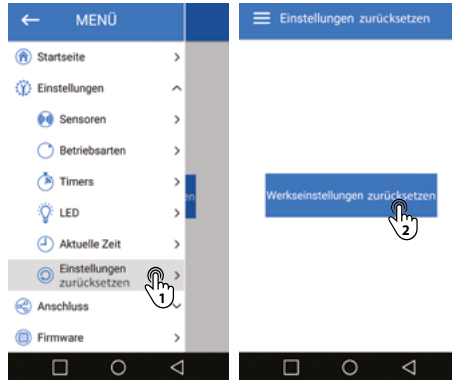 MENÜ
Startseite
Einstellungen
Sensoren
Betriebsarten
Timers
LED
Aktuelle Zeit
Einstellungen
zurücksetzen
1
Anschluss
Firmware
en
Einstellungen zurücksetzen
Werkseinstellungen zurücksetzen
2